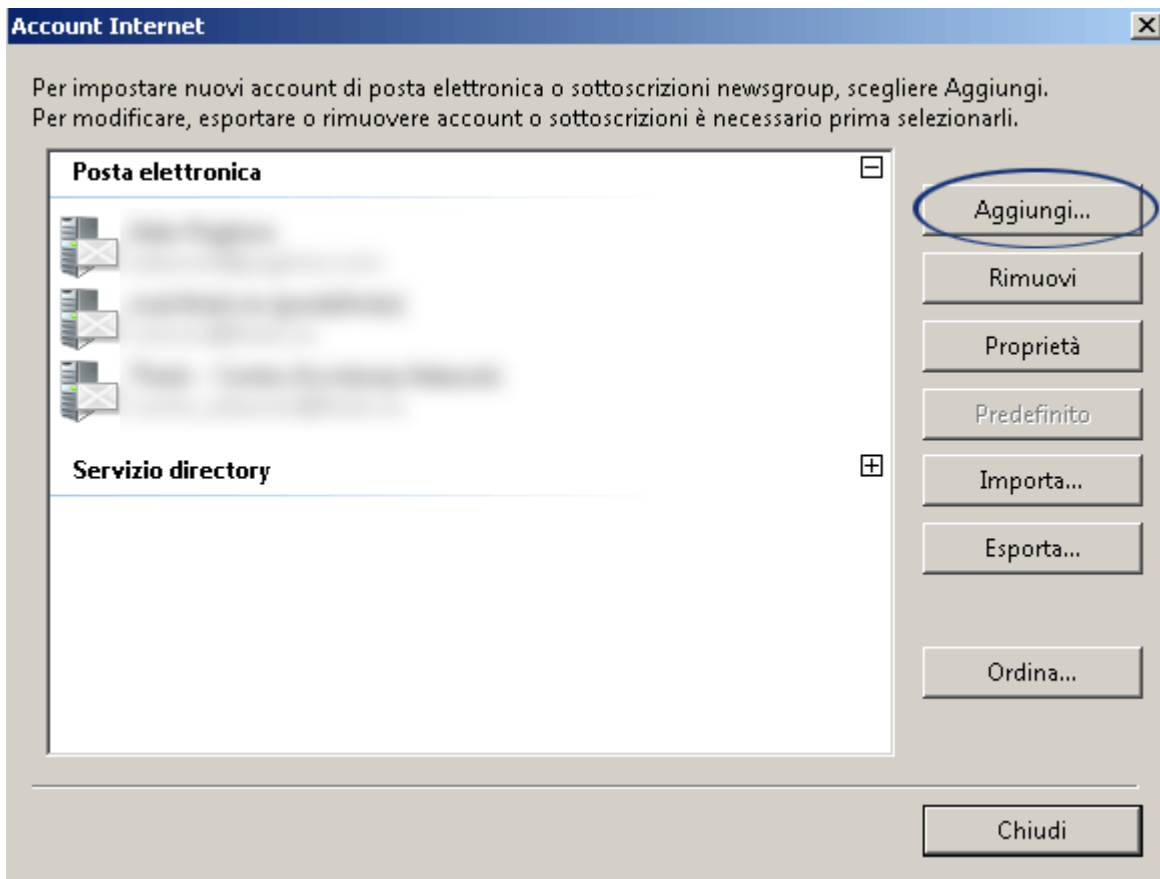 Account Internet
Per impostare nuovi account di posta elettronica o sottoscrizioni newsgroup, scegliere Aggiungi.
Per modificare, esportare o rimuovere account o sottoscrizioni è necessario prima selezionarli.
Posta elettronica
Servizio directory
Aggiungi...
Rimuovi
Proprietà
Predefinito
Importa...
Esporta...
Ordina...
Chiudi